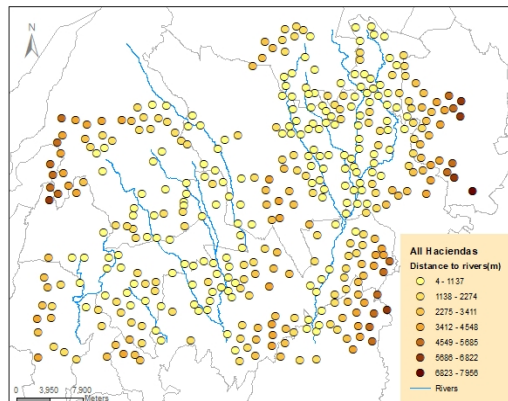 N
All Haciendas
Distance to rivers(m)
4 - 1137
1138 - 2274
2275 - 3411
3412 - 4548
4549 - 5685
5686 - 6822
6823 - 7956
Rivers
0 3,950 7,900
Meters